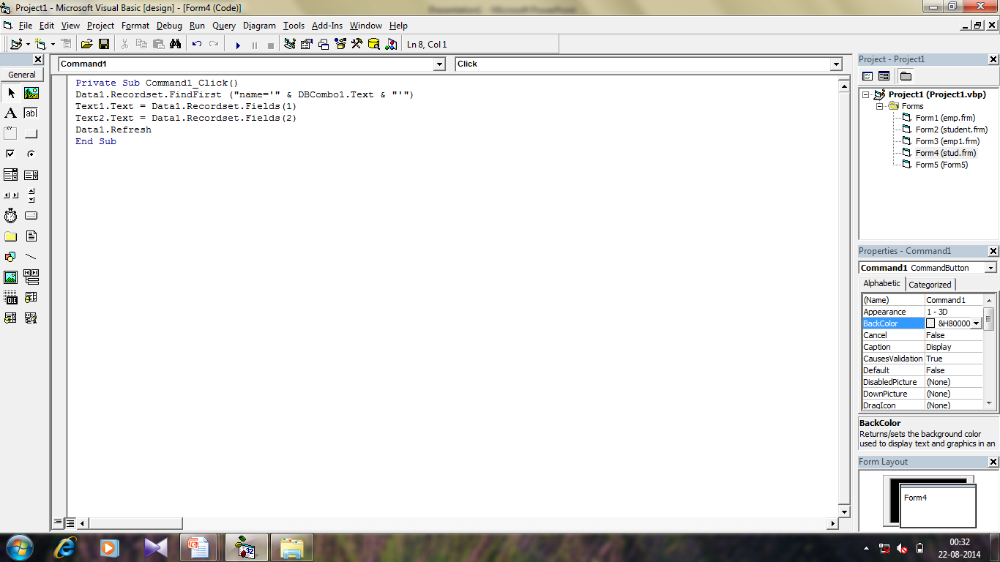 Project1 - Microsoft Visual Basic [design] - [Form4 (Code)]
File Edit View Project Format Debug Run Query Diagram Tools Add-Ins Window Help
Ln 8, Col 1
General
Command1
Click
Private Sub Command1_Click()
Data1.Recordset.FindFirst ("name='" & DBCombo1.Text & "'")
Text1.Text = Data1.Recordset.Fields(1)
Text2.Text = Data1.Recordset.Fields(2)
Data1.Refresh
End Sub
Project - Project1
Project1 (Project1.vbp)
Forms
Form1 (emp.frm)
Form2 (student.frm)
Form3 (emp1.frm)
Form4 (stud.frm)
Form5 (Form5)
Properties - Command1
Command1 CommandButton
Alphabetic Categorized
(Name) Command1
Appearance 1 - 3D
BackColor &H80000
Cancel False
Caption Display
CausesValidation True
Default False
DisabledPicture (None)
DownPicture (None)
DragIcon (None)
BackColor
Returns/sets the background color
used to display text and graphics in an
Form Layout
Form4
A
ab
xy
OLE
32
00:32
22-08-2014